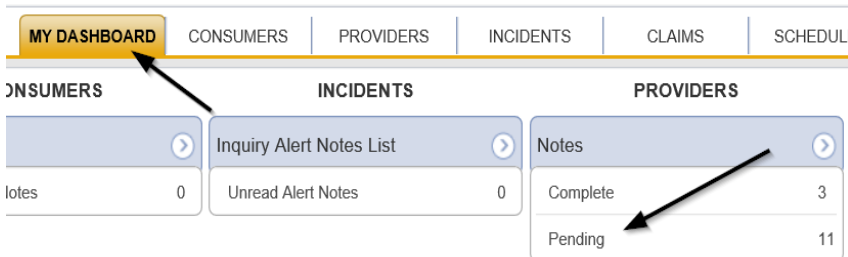 MY DASHBOARD CONSUMERS PROVIDERS INCIDENTS CLAIMS SCHEDUL
ONSUMERS INCIDENTS PROVIDERS
Inquiry Alert Notes List Notes
lotes 0 Unread Alert Notes 0 Complete 3
Pending 11